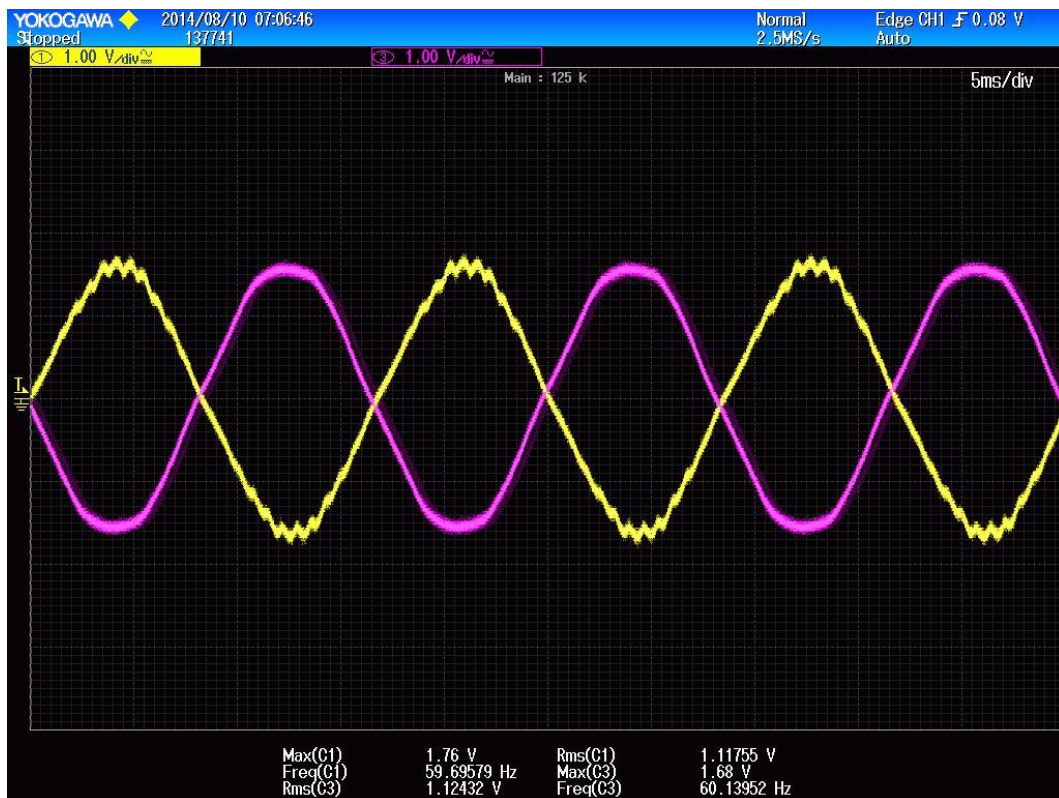 YOKOGAWA 2014/08/10 07:06:46 Normal Edge CH1 0.08 V
Stopped 137741 2.5MS/s Auto
1 1.00 V/div 3 1.00 V/div
Main : 125 k
5ms/div
T
Max(C1) 1.76 V Rms(C1) 1.11755 V
Freq(C1) 59.69579 Hz Max(C3) 1.68 V
Rms(C3) 1.12432 V Freq(C3) 60.13952 Hz